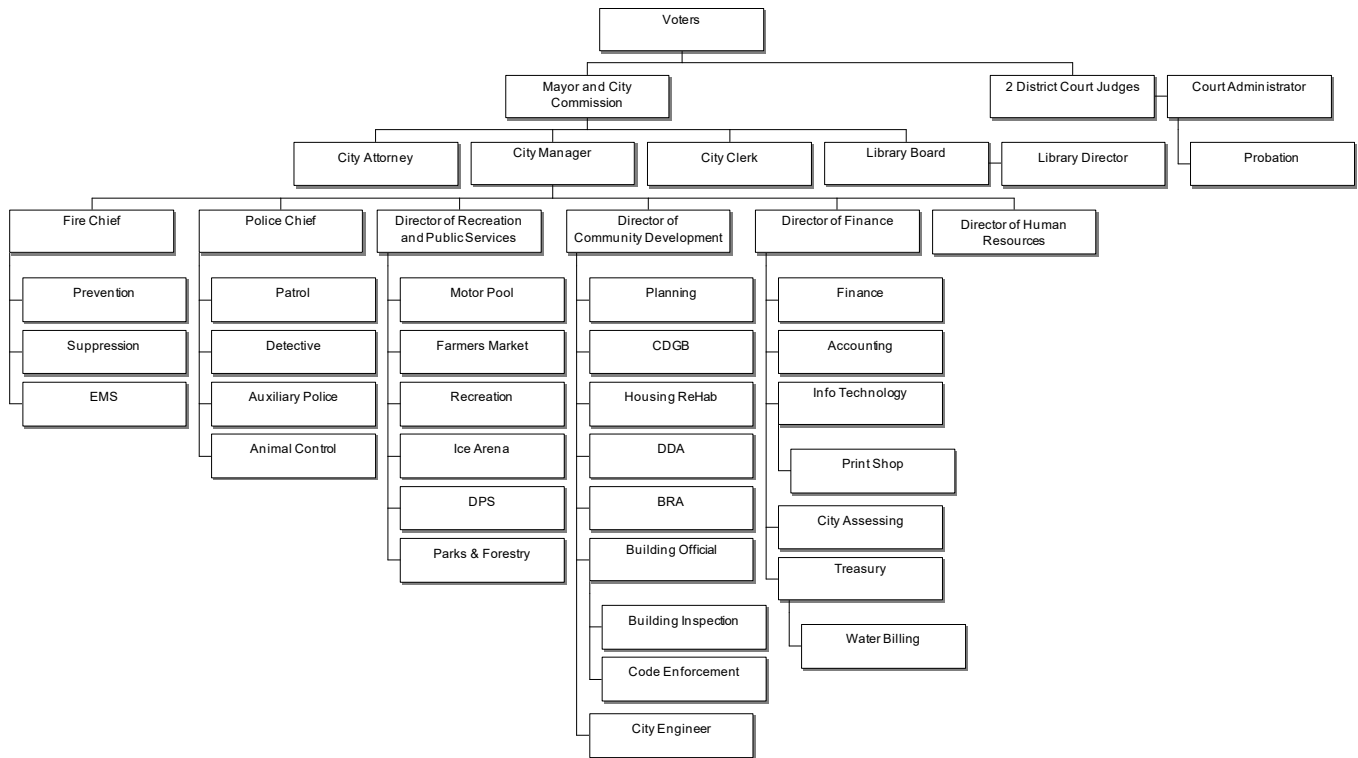 Voters
Mayor and City
Commission
2 District Court Judges
Court Administrator
City Attorney
City Manager
City Clerk
Library Board
Library Director
Probation
Fire Chief
Police Chief
Director of Recreation
and Public Services
Director of
Community Development
Director of Finance
Director of Human
Resources
Prevention
Patrol
Motor Pool
Planning
Finance
Suppression
Detective
Farmers Market
CDGB
Accounting
EMS
Auxiliary Police
Recreation
Housing ReHab
Info Technology
Animal Control
Ice Arena
DDA
Print Shop
DPS
BRA
City Assessing
Parks & Forestry
Building Official
Treasury
Building Inspection
Water Billing
Code Enforcement
City Engineer